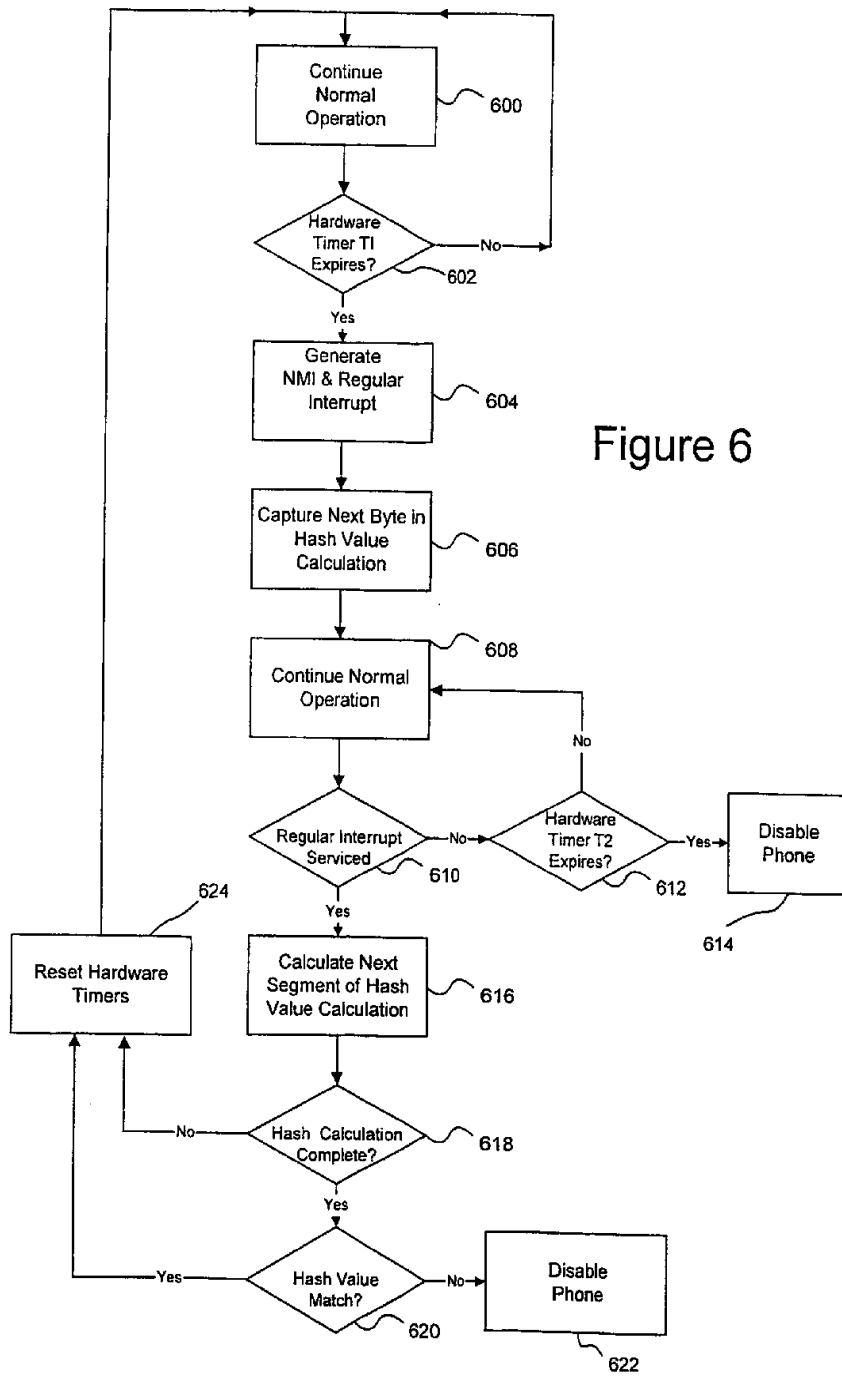 Continue
Normal
Operation
600
Hardware
Timer T1
Expires?
No
602
Yes
Generate
NMI & Regular
Interrupt
604
Figure 6
Capture Next Byte in
Hash Value
Calculation
606
608
Continue Normal
Operation
No
Regular Interrupt
Serviced
No
610
Hardware
Timer T2
Expires?
Yes
612
Disable
Phone
614
Yes
624
Reset Hardware
Timers
Calculate Next
Segment of Hash
Value Calculation
616
No
Hash Calculation
Complete?
618
Yes
Yes
Hash Value
Match?
No
620
Disable
Phone
622